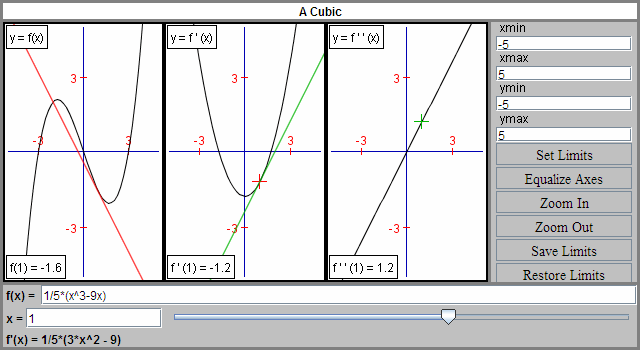 A Cubic
y = f(x)
y = f ' (x)
y = f ' ' (x)
3
-3
3
-3
3
-3
3
-3
3
-3
3
-3
f(1) = -1.6
f ' (1) = -1.2
f ' ' (1) = 1.2
xmin
-5
xmax
5
ymin
-5
ymax
5
Set Limits
Equalize Axes
Zoom In
Zoom Out
Save Limits
Restore Limits
f(x) = 1/5*(x^3-9x)
x = 1
f'(x) = 1/5*(3*x^2 - 9)